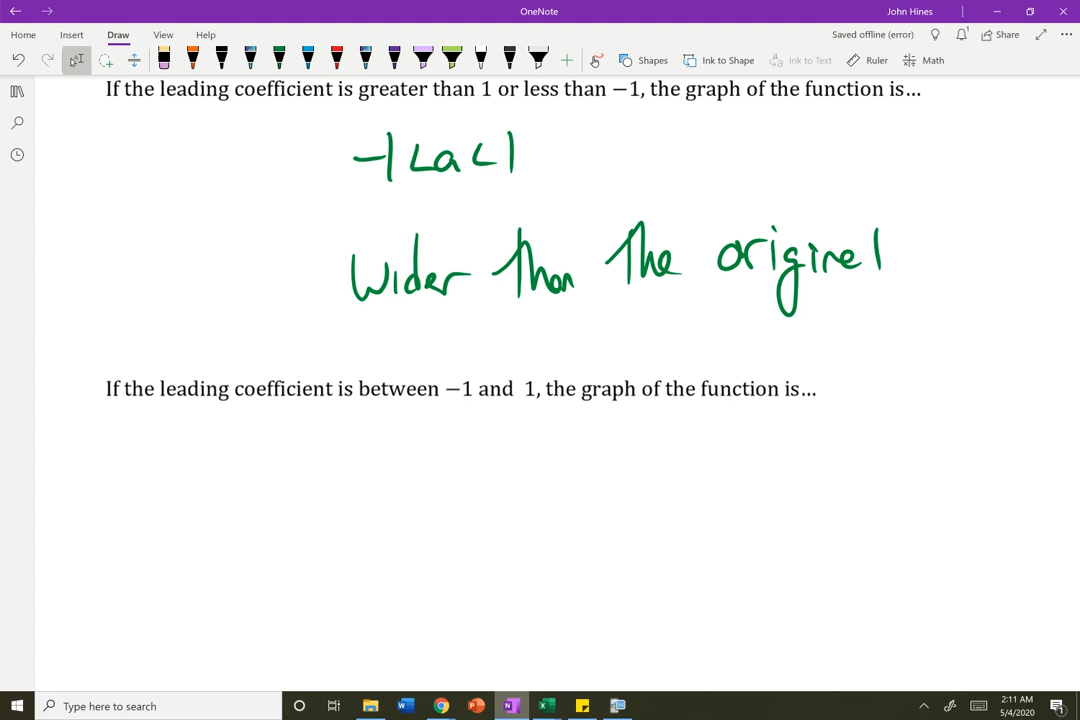 OneNote
John Hines
Home Insert Draw View Help
Saved offline (error) Share
Shapes Ink to Shape Ink to Text Ruler Math
If the leading coefficient is greater than 1 or less than −1, the graph of the function is…
-1<a<1
wider than the original
If the leading coefficient is between −1 and 1, the graph of the function is…
Type here to search
2:11 AM
5/4/2020